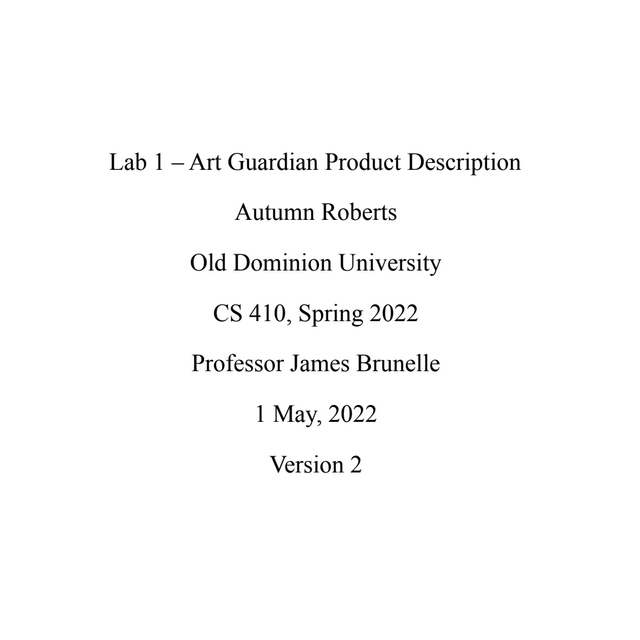 Lab 1 – Art Guardian Product Description
Autumn Roberts
Old Dominion University
CS 410, Spring 2022
Professor James Brunelle
1 May, 2022
Version 2